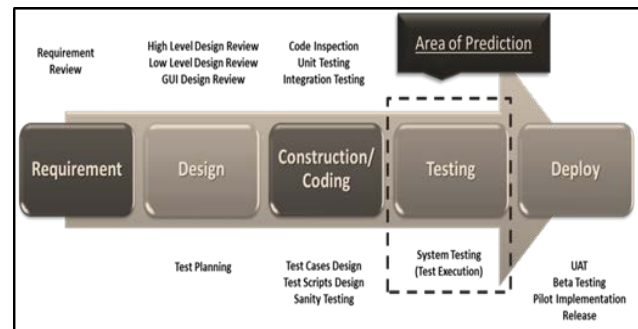 Area of Prediction
Requirement
Review
High Level Design Review
Low Level Design Review
GUI Design Review
Code Inspection
Unit Testing
Integration Testing
Requirement
Design
Construction/
Coding
Testing
Deploy
Test Planning
Test Cases Design
Test Scripts Design
Sanity Testing
System Testing
(Test Execution)
UAT
Beta Testing
Pilot Implementation
Release